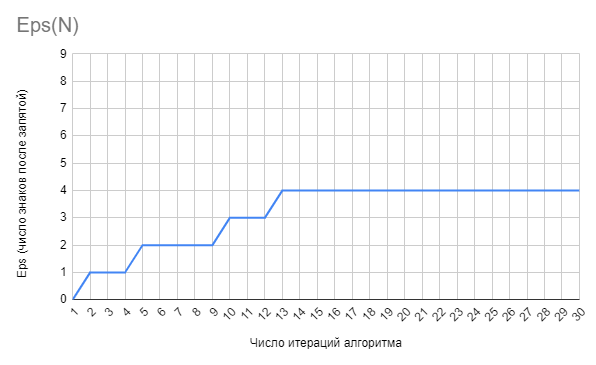 Eps(N)
9
8
7
6
5
4
3
2
1
0
Eps (число знаков после запятой)
1 2 3 4 5 6 7 8 9 10 11 12 13 14 15 16 17 18 19 20 21 22 23 24 25 26 27 28 29 30
Число итераций алгоритма